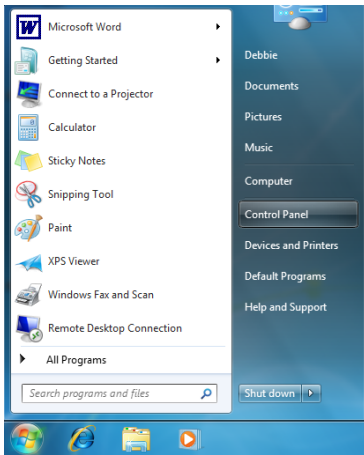 Microsoft Word
Getting Started
Connect to a Projector
Calculator
Sticky Notes
Snipping Tool
Paint
XPS Viewer
Windows Fax and Scan
Remote Desktop Connection
All Programs
Search programs and files
Debbie
Documents
Pictures
Music
Computer
Control Panel
Devices and Printers
Default Programs
Help and Support
Shut down